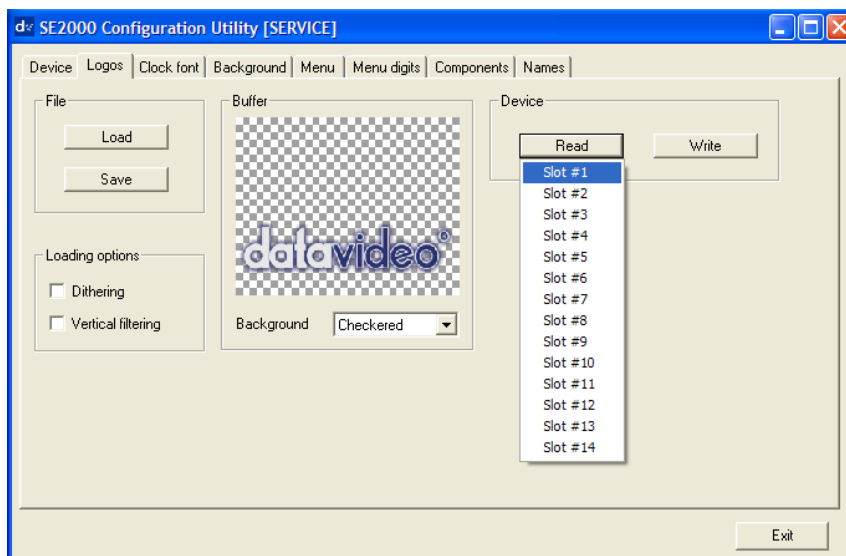 dv SE2000 Configuration Utility [SERVICE]
Device Logos Clock font Background Menu Menu digits Components Names
File
Load
Save
Loading options
Dithering
Vertical filtering
Buffer
datavideo®
Background Checkered
Device
Read Write
Slot #1
Slot #2
Slot #3
Slot #4
Slot #5
Slot #6
Slot #7
Slot #8
Slot #9
Slot #10
Slot #11
Slot #12
Slot #13
Slot #14
Exit